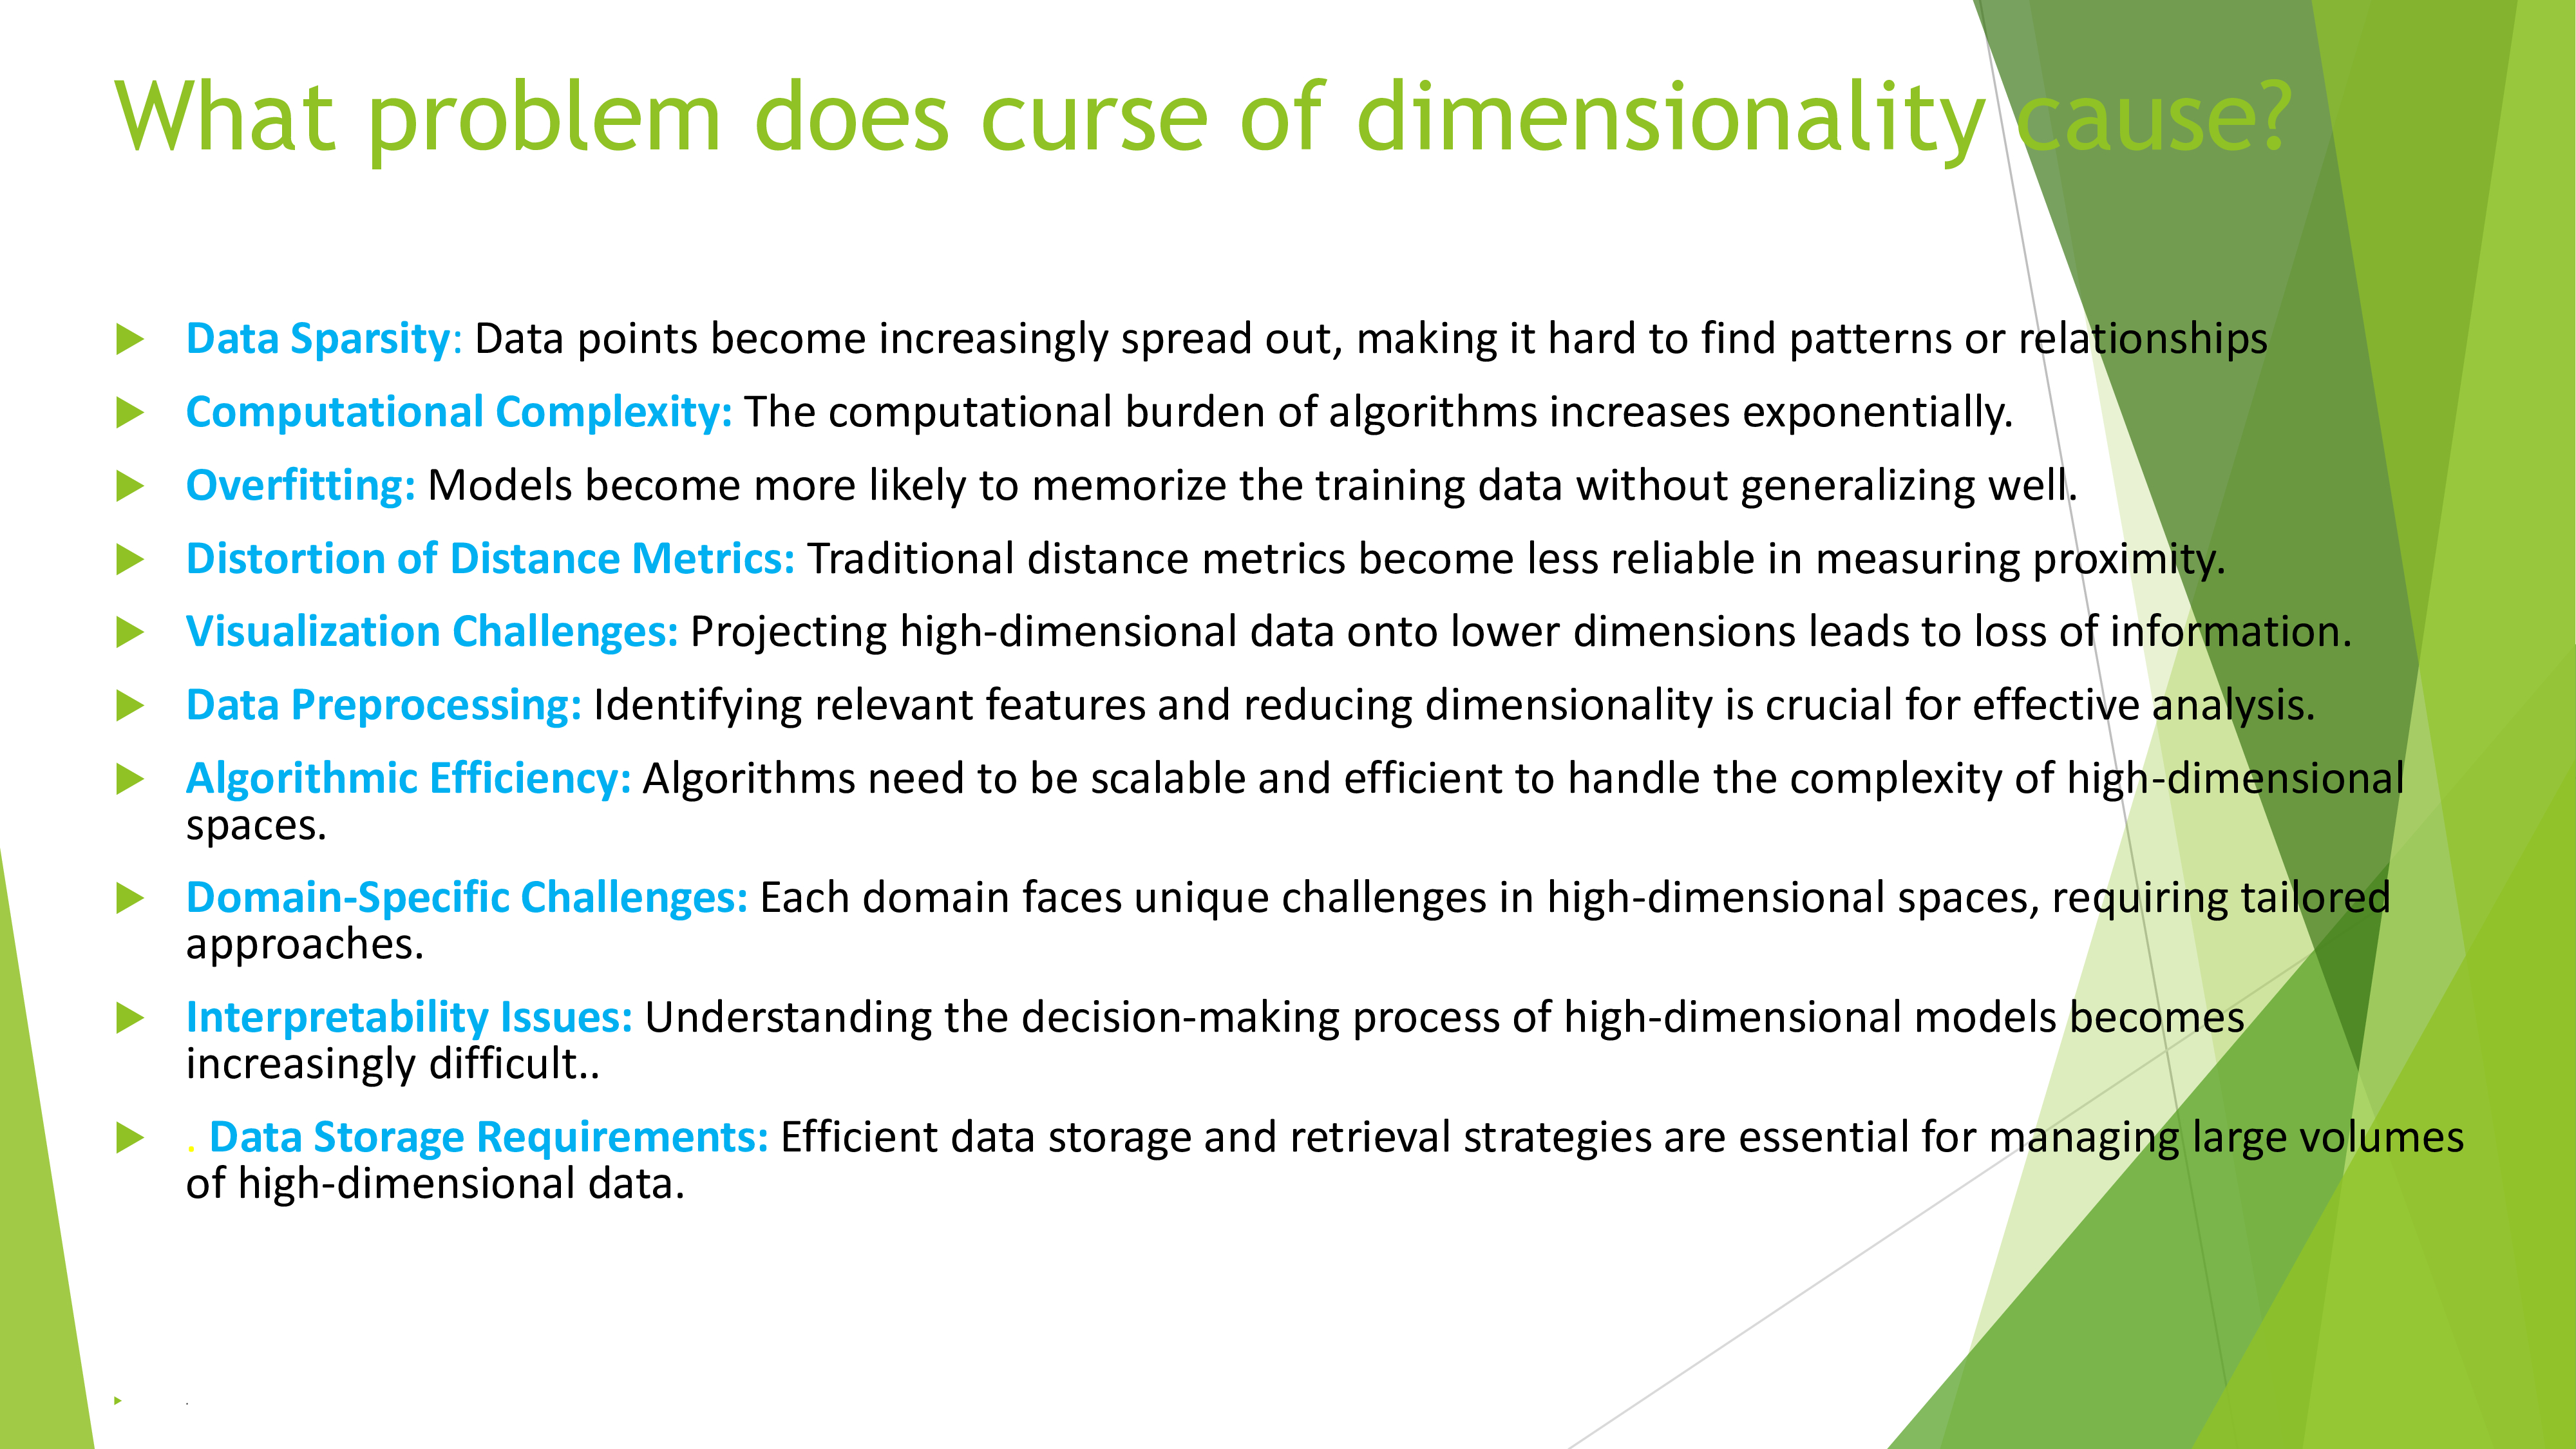 What problem does curse of dimensionality cause?
Data Sparsity: Data points become increasingly spread out, making it hard to find patterns or relationships
Computational Complexity: The computational burden of algorithms increases exponentially.
Overfitting: Models become more likely to memorize the training data without generalizing well.
Distortion of Distance Metrics: Traditional distance metrics become less reliable in measuring proximity.
Visualization Challenges: Projecting high-dimensional data onto lower dimensions leads to loss of information.
Data Preprocessing: Identifying relevant features and reducing dimensionality is crucial for effective analysis.
Algorithmic Efficiency: Algorithms need to be scalable and efficient to handle the complexity of high-dimensional
spaces.
Domain-Specific Challenges: Each domain faces unique challenges in high-dimensional spaces, requiring tailored
approaches.
Interpretability Issues: Understanding the decision-making process of high-dimensional models becomes
increasingly difficult..
. Data Storage Requirements: Efficient data storage and retrieval strategies are essential for managing large volumes
of high-dimensional data.
.